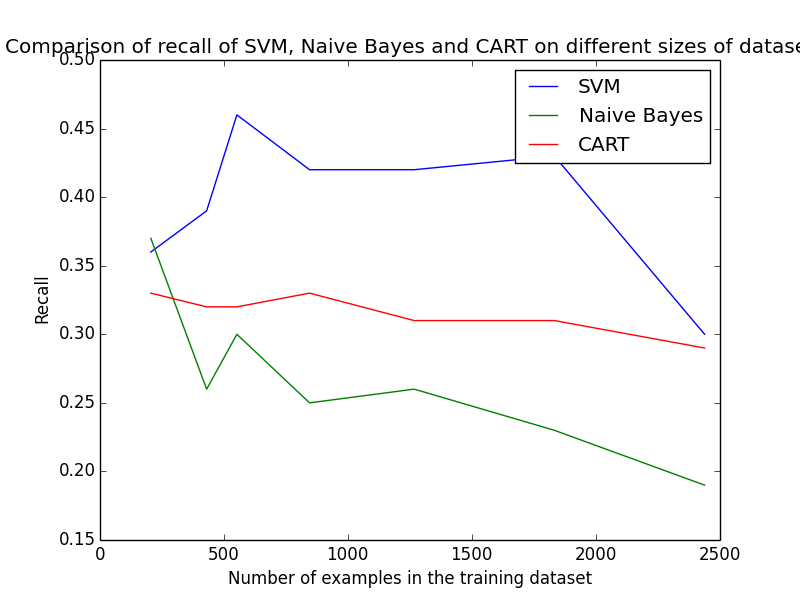 Comparison of recall of SVM, Naive Bayes and CART on different sizes of datase
SVM
Naive Bayes
CART
0.50
0.45
0.40
0.35
0.30
0.25
0.20
0.15
Recall
0
500
1000
1500
2000
2500
Number of examples in the training dataset